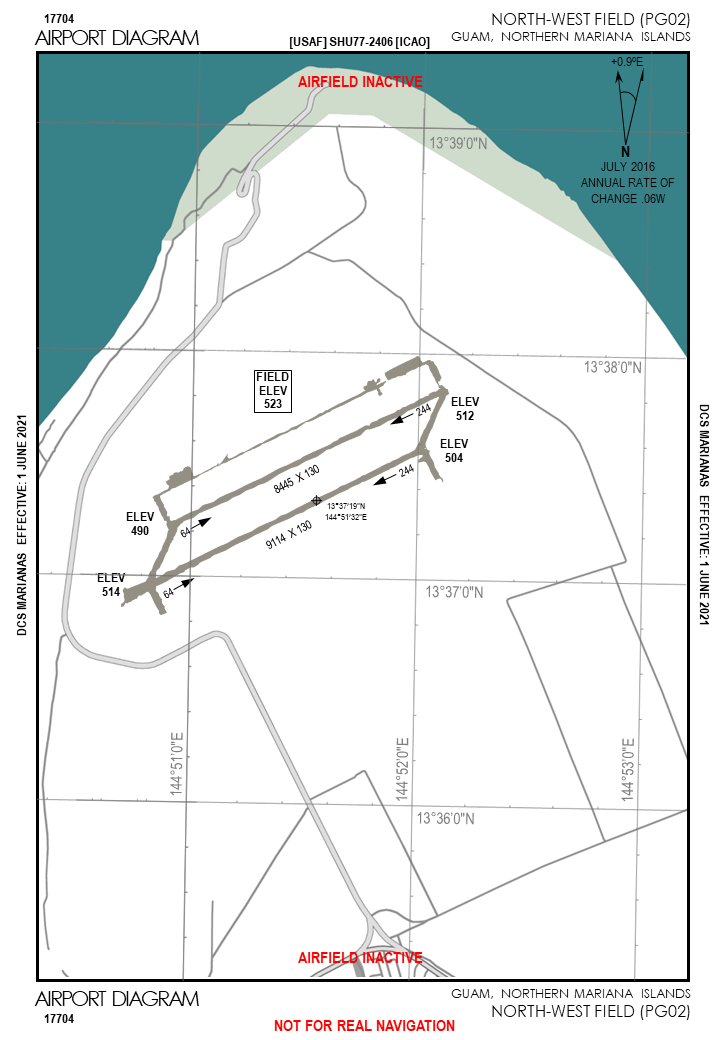 17704
AIRPORT DIAGRAM
[USAF] SHU77-2406 [ICAO]
NORTH-WEST FIELD (PG02)
GUAM, NORTHERN MARIANA ISLANDS
AIRFIELD INACTIVE
+0.9ºE
N
JULY 2016
ANNUAL RATE OF
CHANGE .06W
13°39'0"N
13°38'0"N
FIELD
ELEV
523
ELEV
512
244
ELEV
504
244
8445 X 130
13°37'19"N
144°51'32"E
9114 X 130
ELEV
490
64
ELEV
514
64
13°37'0"N
144°51'0"E
144°52'0"E
144°53'0"E
13°36'0"N
DCS MARIANAS EFFECTIVE: 1 JUNE 2021
DCS MARIANAS EFFECTIVE: 1 JUNE 2021
AIRFIELD INACTIVE
AIRPORT DIAGRAM
17704
GUAM, NORTHERN MARIANA ISLANDS
NORTH-WEST FIELD (PG02)
NOT FOR REAL NAVIGATION